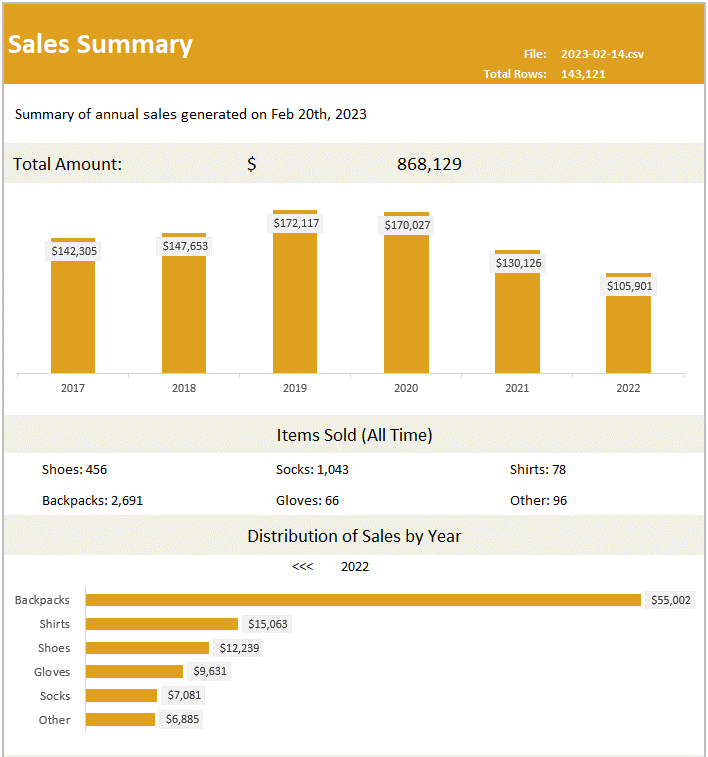 Sales Summary
File: 2023-02-14.csv
Total Rows: 143,121
Summary of annual sales generated on Feb 20th, 2023
Total Amount: $ 868,129
$142,305
$147,653
$172,117
$170,027
$130,126
$105,901
2017 2018 2019 2020 2021 2022
Items Sold (All Time)
Shoes: 456 Socks: 1,043 Shirts: 78
Backpacks: 2,691 Gloves: 66 Other: 96
Distribution of Sales by Year
<<< 2022
Backpacks $55,002
Shirts $15,063
Shoes $12,239
Gloves $9,631
Socks $7,081
Other $6,885